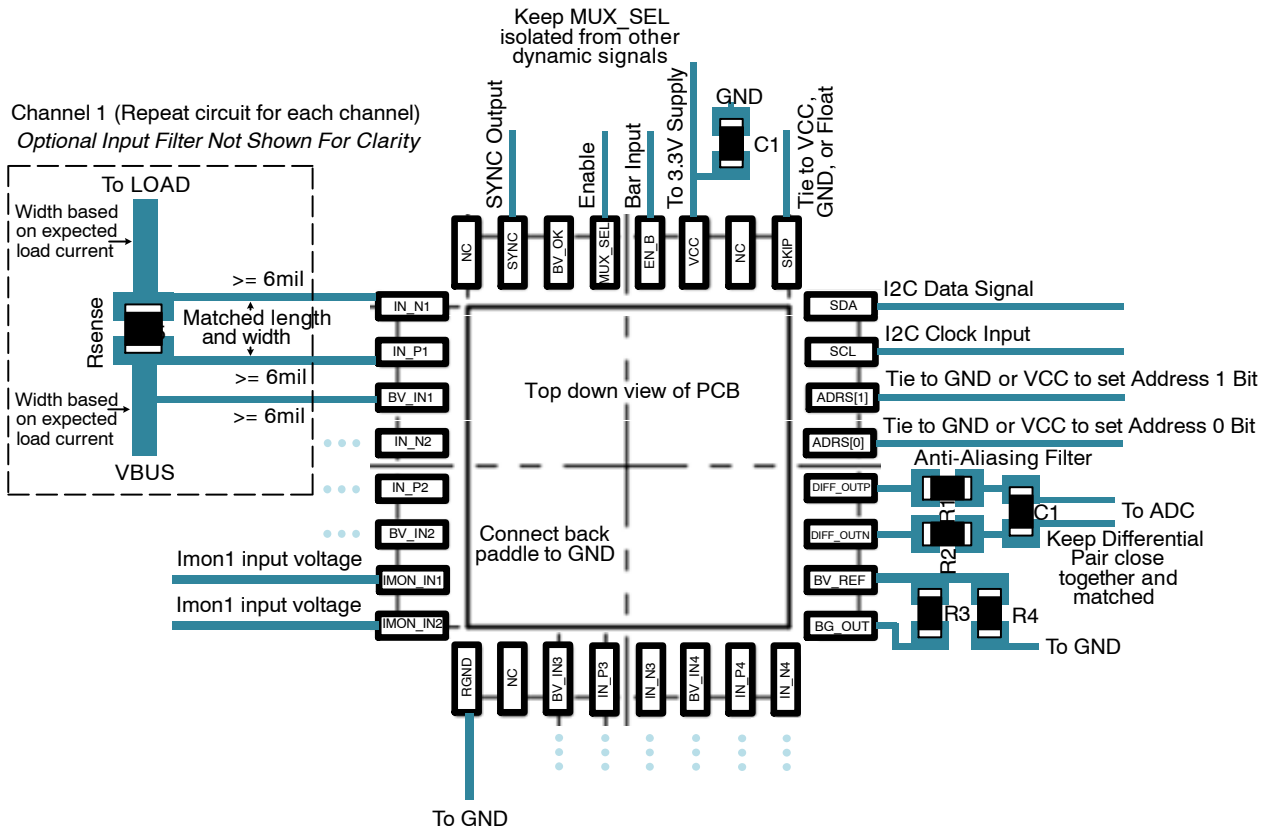 Keep MUX_SEL
isolated from other
dynamic signals
Channel 1 (Repeat circuit for each channel)
Optional Input Filter Not Shown For Clarity
To LOAD
Width based
on expected
load current
>= 6mil
Rsense
Matched length
and width
>= 6mil
>= 6mil
Width based
on expected
load current
VBUS
SYNC Output
Enable
Bar Input
To 3.3V Supply
GND
C1
Tie to VCC,
GND, or Float
NC
SYNC
BV_OK
MUX_SEL
EN_B
VCC
NC
SKIP
IN_N1
IN_P1
BV_IN1
IN_N2
IN_P2
BV_IN2
IMON_IN1
IMON_IN2
Imon1 input voltage
Imon1 input voltage
Top down view of PCB
Connect back
paddle to GND
SDA
SCL
ADRS[1]
ADRS[0]
DIFF_OUTP
DIFF_OUTN
BV_REF
BG_OUT
I2C Data Signal
I2C Clock Input
Tie to GND or VCC to set Address 1 Bit
Tie to GND or VCC to set Address 0 Bit
Anti-Aliasing Filter
R1
C1
To ADC
R2
Keep Differential
Pair close
together and
matched
R3
R4
To GND
RGND
NC
BV_IN3
IN_P3
IN_N3
BV_IN4
IN_P4
IN_N4
To GND